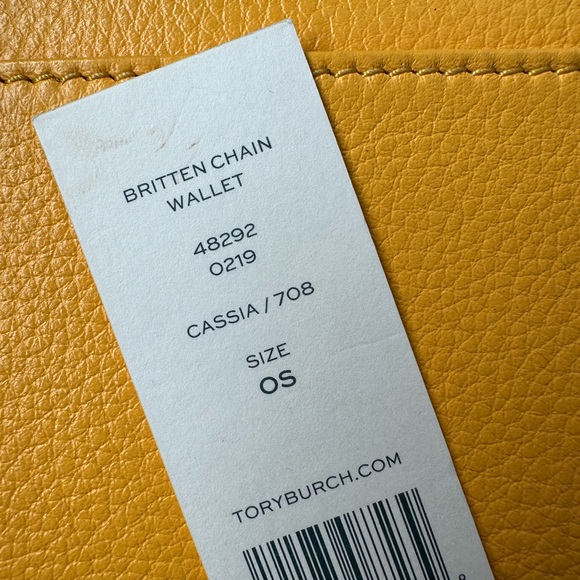 BRITTEN CHAIN
WALLET
48292
0219
CASSIA / 708
SIZE
OS
TORYBURCH.COM